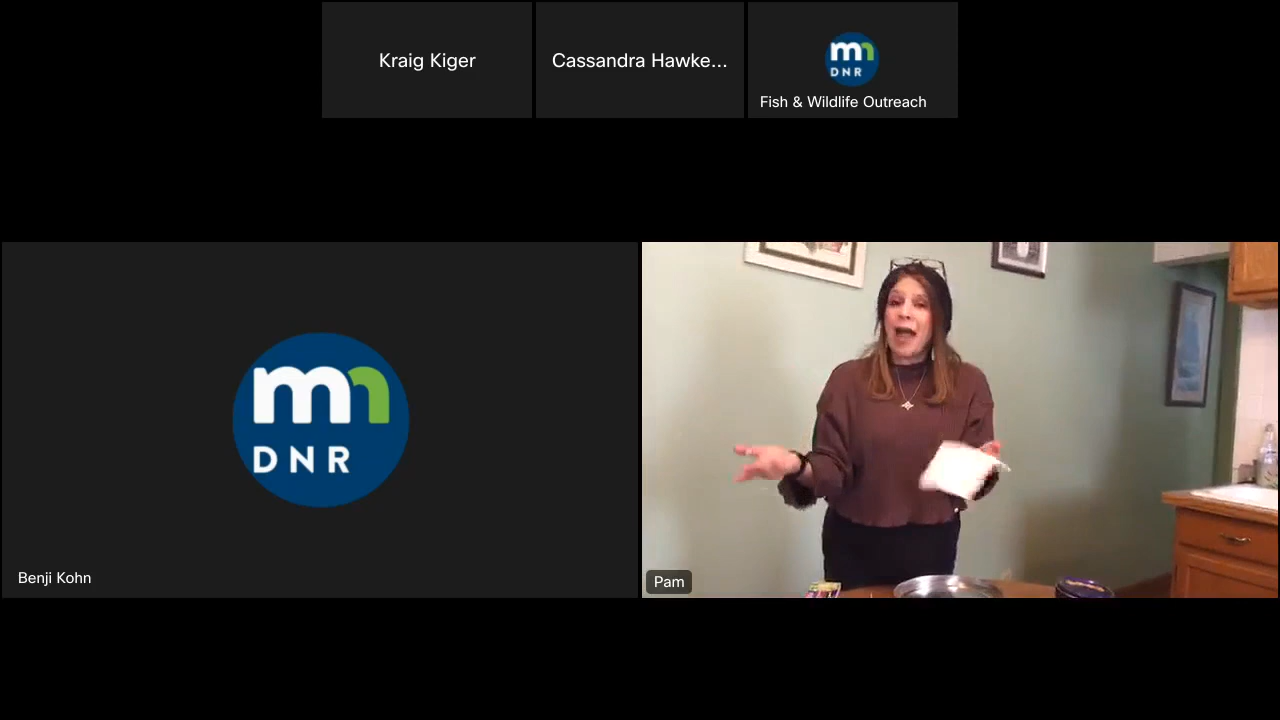 Kraig Kiger
Cassandra Hawke...
mn
DNR
Fish & Wildlife Outreach
mn
DNR
Benji Kohn
Pam